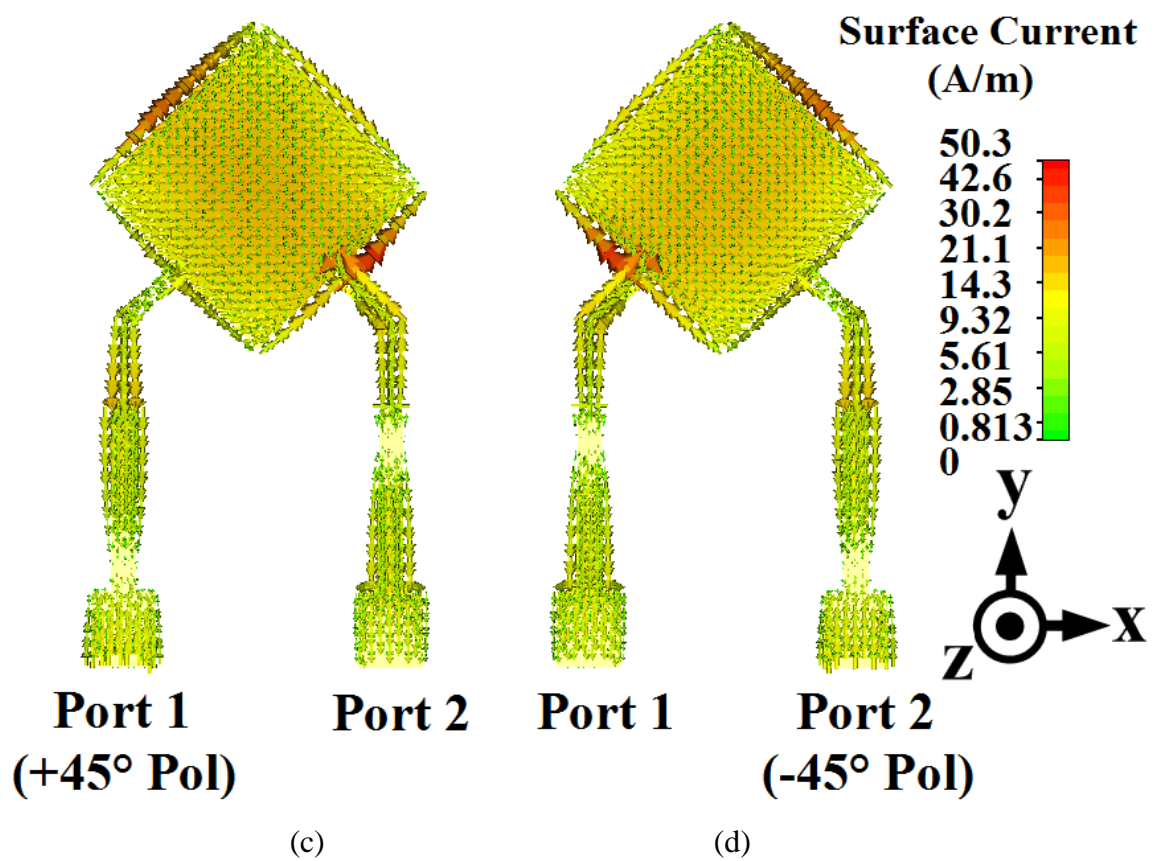 Surface Current
(A/m)
50.3
42.6
30.2
21.1
14.3
9.32
5.61
2.85
0.813
0
y
x
z
Port 1
Port 2
Port 1
Port 2
(+45° Pol)
(-45° Pol)
(c)
(d)